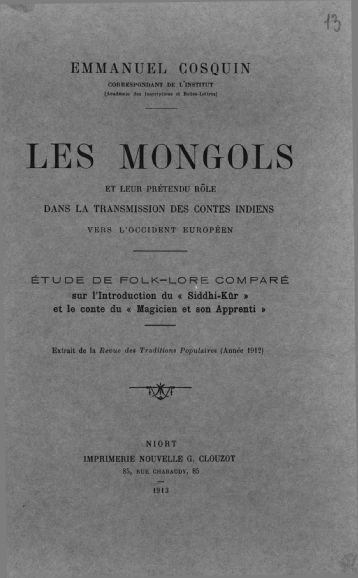 13
EMMANUEL COSQUIN
CORRESPONDANT DE L'INSTITUT
(Académie des Inscriptions et Belles-Lettres)
LES MONGOLS
ET LEUR PRÉTENDU RÔLE
DANS LA TRANSMISSION DES CONTES INDIENS
VERS L'OCCIDENT EUROPÉEN
ÉTUDE DE FOLK-LORE COMPARÉ
sur l'Introduction du « Siddhi-Kûr »
et le conte du « Magicien et son Apprenti »
Extrait de la Revue des Traditions Populaires (Année 1912)
NIORT
IMPRIMERIE NOUVELLE G. CLOUZOT
85, RUE CHABAUDY, 85
1913